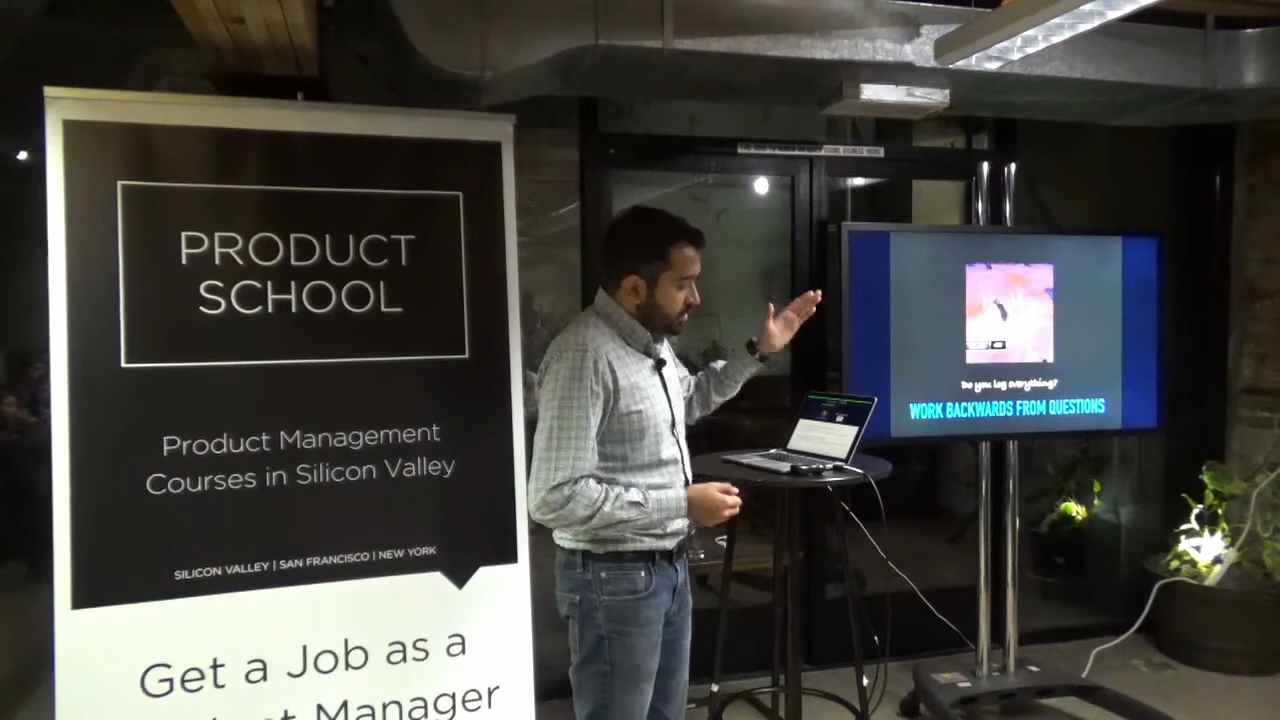 PRODUCT
SCHOOL
Product Management
Courses in Silicon Valley
SILICON VALLEY | SAN FRANCISCO | NEW YORK
Get a Job as a
Manager
Do you log everything?
WORK BACKWARDS FROM QUESTIONS